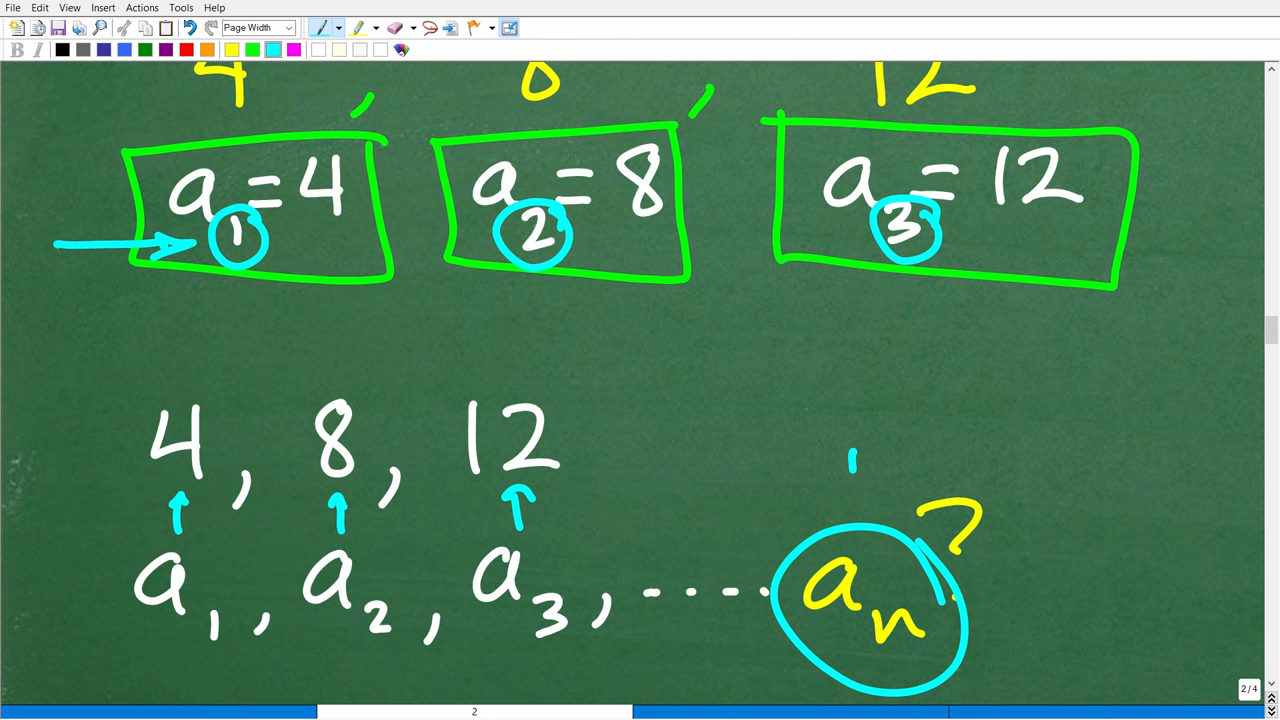 File Edit View Insert Actions Tools Help
Page Width
B I
4, 8, 12
a1 = 4 a2 = 8 a3 = 12
4, 8, 12
?
a1, a2, a3, ..... an
2 / 4
2